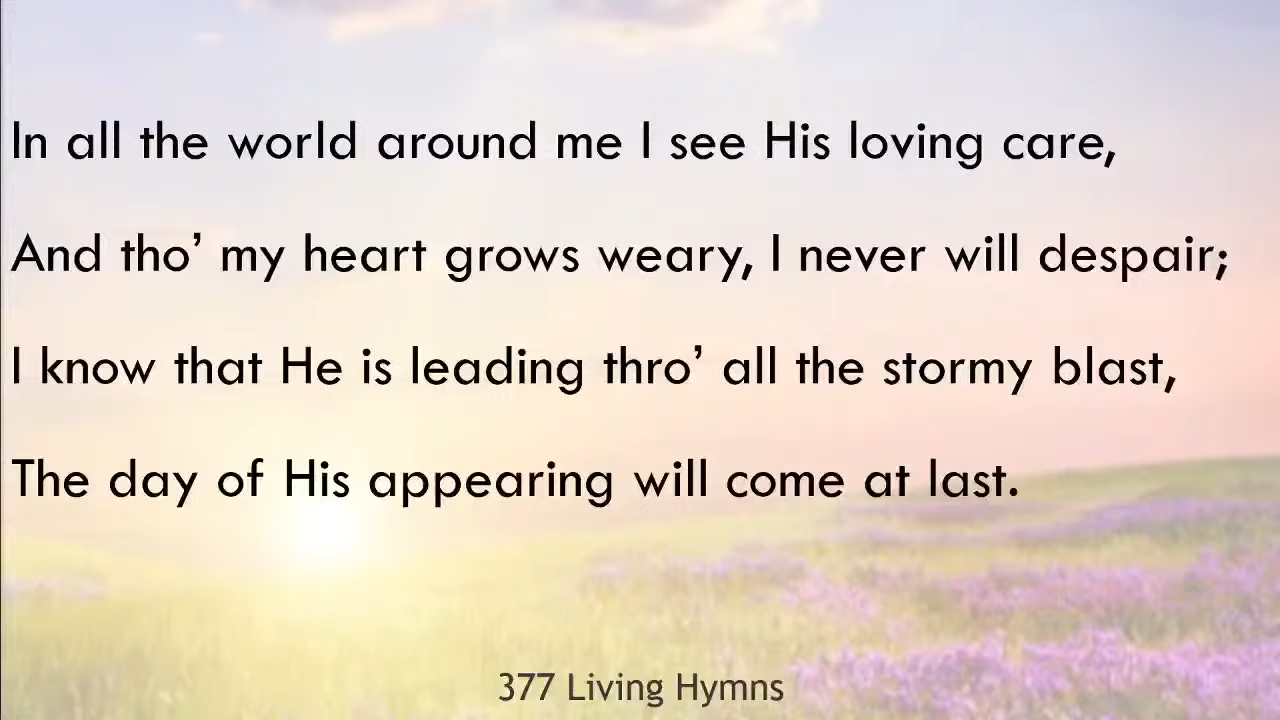 In all the world around me I see His loving care,
And tho’ my heart grows weary, I never will despair;
I know that He is leading thro’ all the stormy blast,
The day of His appearing will come at last.
377 Living Hymns